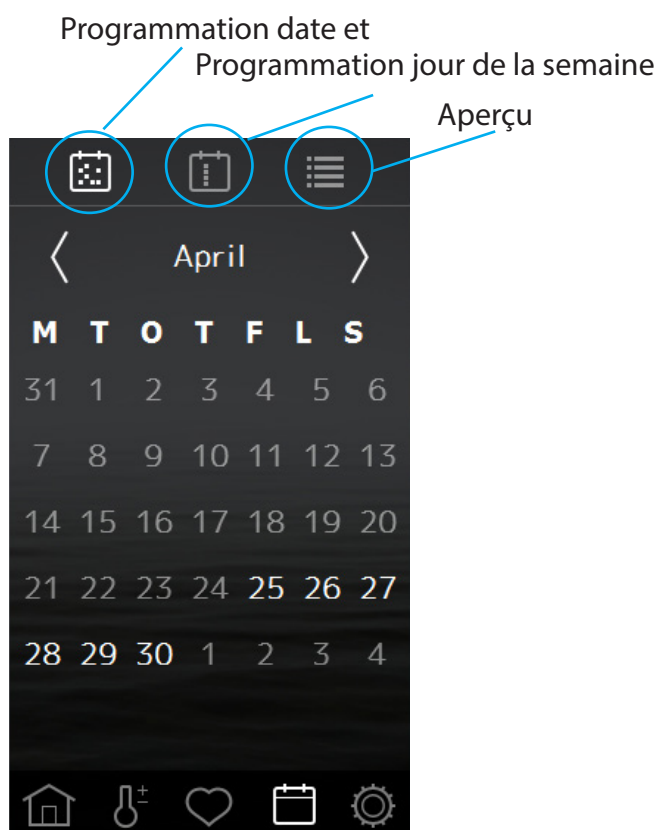 Programmation date et
Programmation jour de la semaine
Aperçu
April
M T O T F L S
31 1 2 3 4 5 6
7 8 9 10 11 12 13
14 15 16 17 18 19 20
21 22 23 24 25 26 27
28 29 30 1 2 3 4